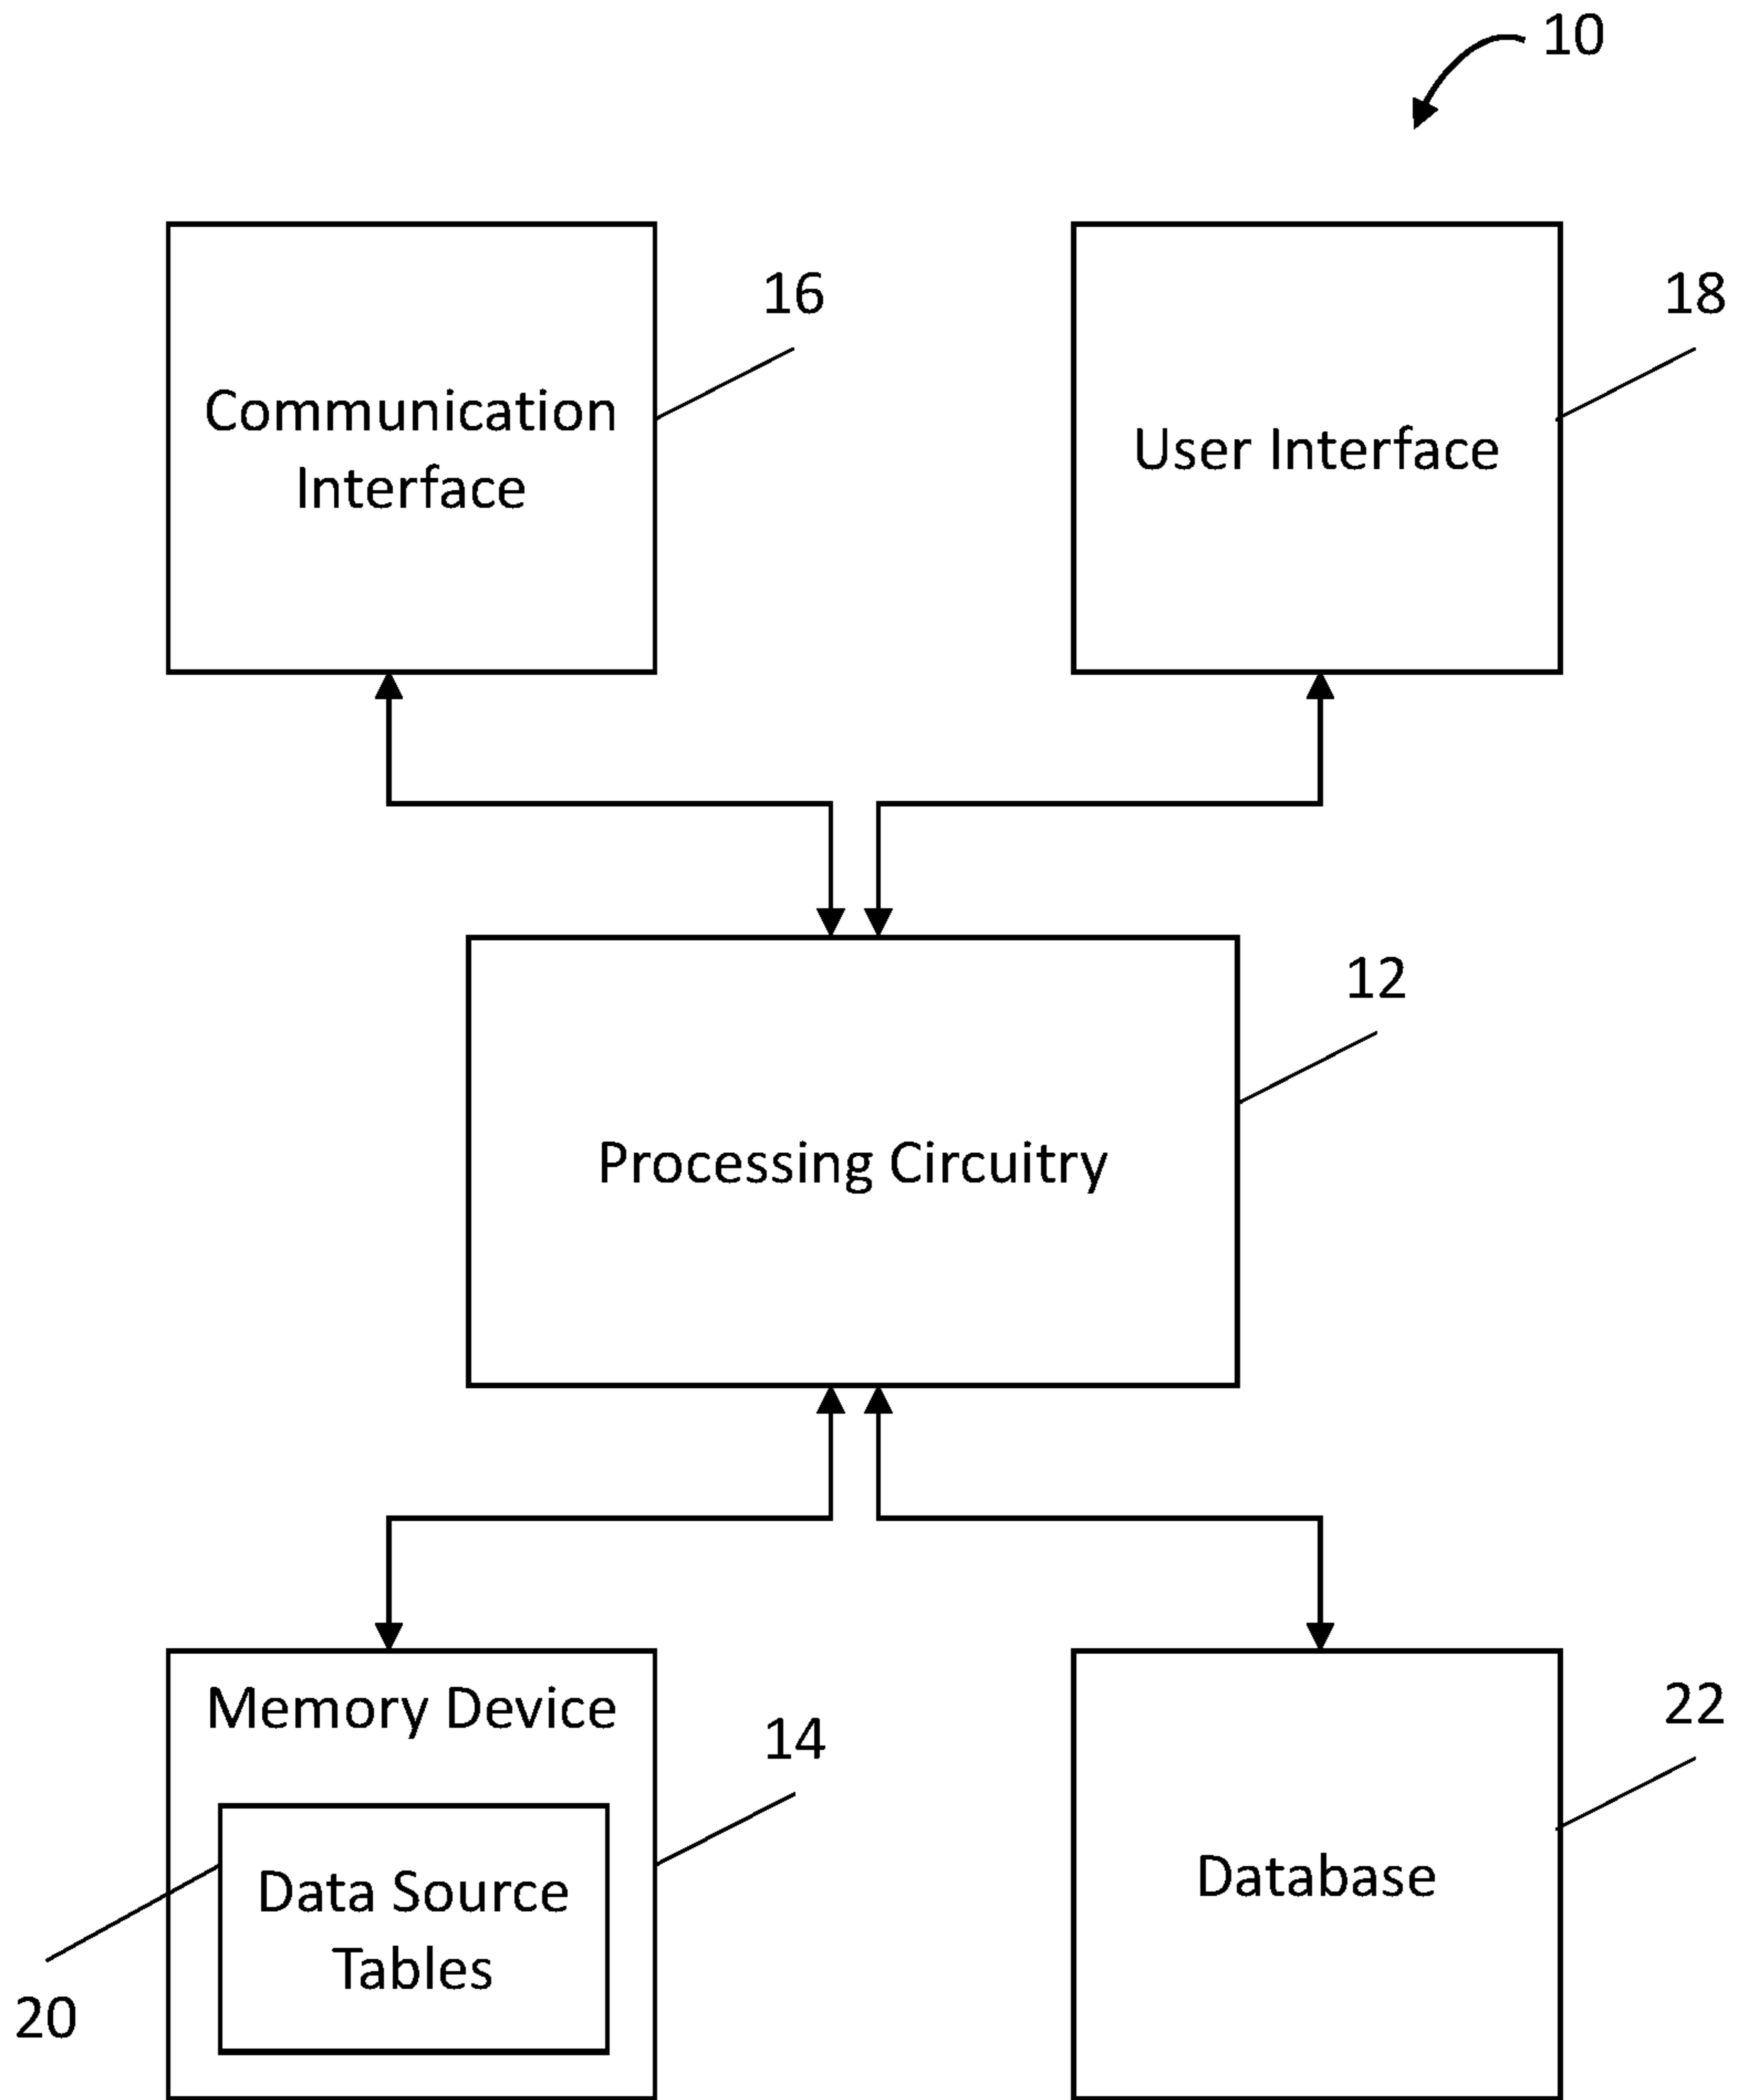 10
16
18
Communication
Interface
User Interface
12
Processing Circuitry
Memory Device
14
22
Data Source
Tables
Database
20